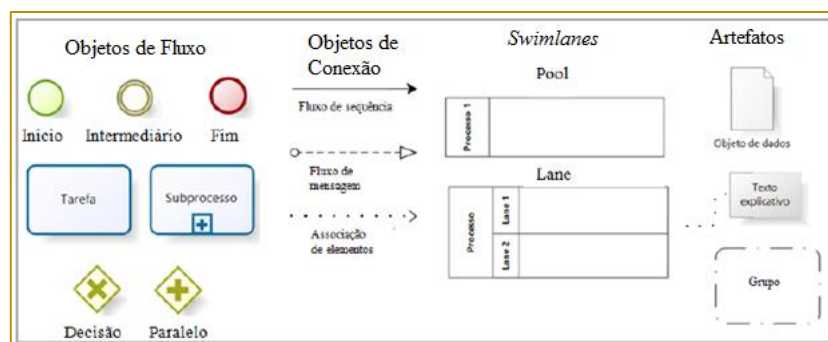 Objetos de Fluxo
Inicio
Intermediário
Fim
Tarefa
Subprocesso
Decisão
Paralelo
Objetos de
Conexão
Fluxo de sequência
Fluxo de
mensagem
Associação
de elementos
Swimlanes
Pool
Processo 1
Lane
Processo
Lane 1
Lane 2
Artefatos
Objeto de dados
Texto
explicativo
Grupo